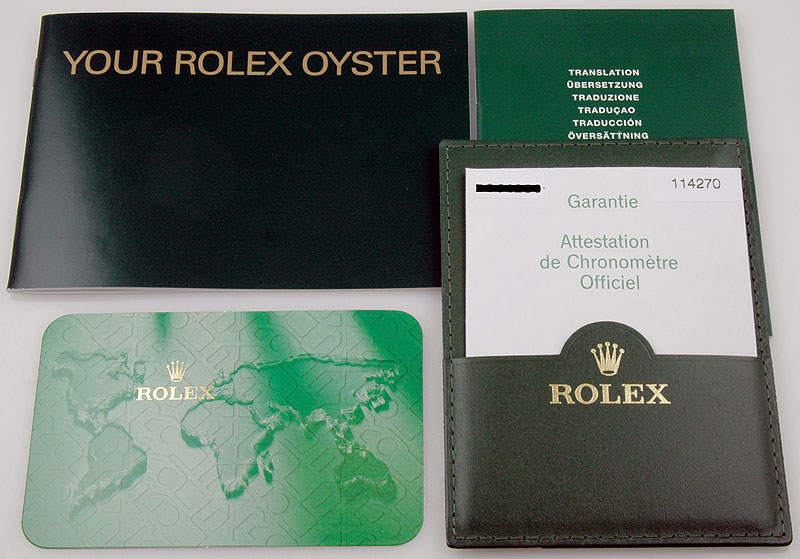 YOUR ROLEX OYSTER
TRANSLATION
ÜBERSETZUNG
TRADUZIONE
TRADUÇAO
TRADUCCIÓN
ÖVERSÄTTNING
114270
Garantie
Attestation
de Chronomètre
Officiel
ROLEX
ROLEX